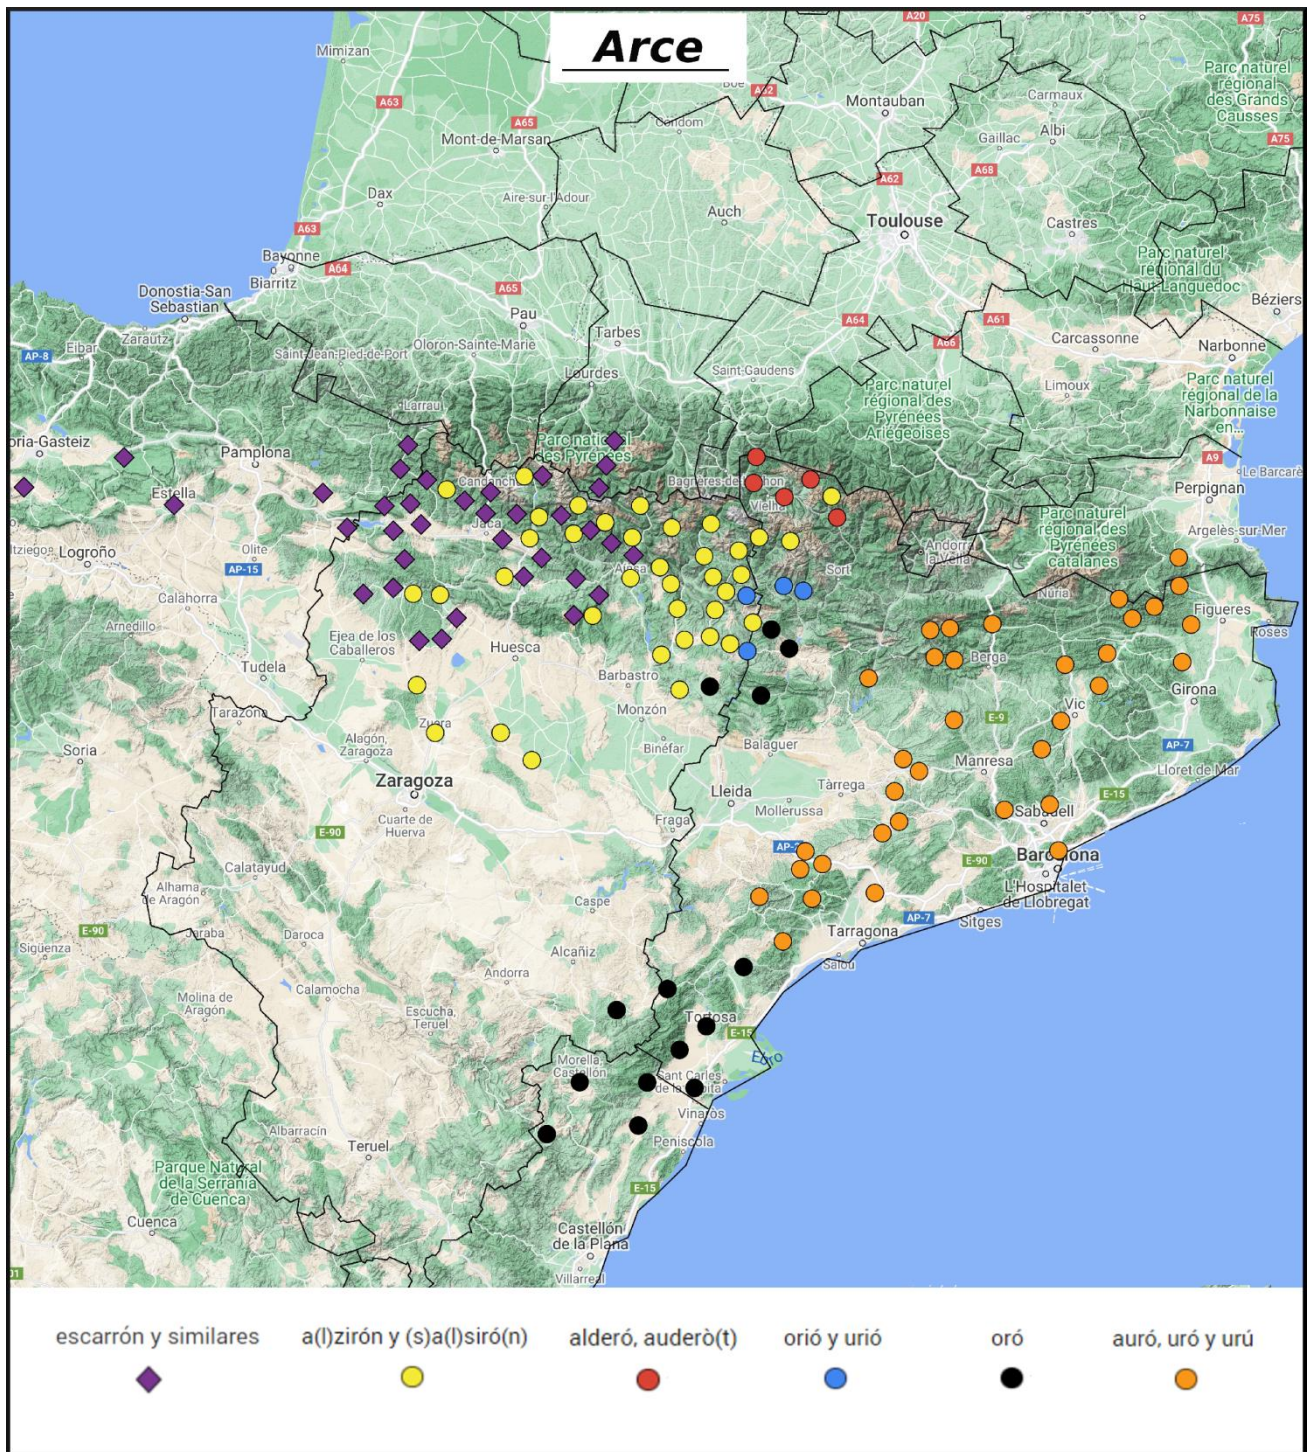 Arce
A20
A75
Mimizan
Parc naturel
régional
des Grands
Causses
A62
A63
Montauban
Carmaux
A65
Condom
Albi
Gaillac
A75
Mont-de-Marsan
A68
A62
Dax
Aire-sur-l'Adour
Auch
Toulouse
Castres
A63
Bayonne
A64
Biarritz
Parc naturel
régional du
Haut-Languedoc
Donostia-San
Sebastian
A65
Béziers
Pau
A64
A61
Zarautz
Tarbes
Carcassonne
Eibar
A66
Narbonne
AP-8
Oloron-Sainte-Marie
Saint-Jean-Pied-de-Port
Lourdes
Saint-Gaudens
Parc naturel
régional des
Pyrénées
Ariégeoises
Limoux
Parc naturel
régional de la
Narbonnaise
en...
Larrau
Pamplona
A9
Estella
Perpignan
Vielha
Parc naturel
régional des
Pyrénées
catalanes
Argelès-sur-Mer
Jaca
Logroño
Olite
Andorra
la Vella
AP-15
Sort
Núria
Calahorra
Figueres
Roses
Arnedillo
Ejea de los
Caballeros
Huesca
Berga
Tudela
Barbastro
Girona
Tarazona
Monzón
Vic
Zuera
E-9
Alagón,
Zaragoza
Soria
Binéfar
Balaguer
AP-7
Manresa
Zaragoza
Lleida
Tàrrega
Lloret de Mar
Mollerussa
E-15
Cuarte de
Huerva
Fraga
Sabadell
E-90
Barcelona
E-90
Calatayud
L'Hospitalet
de Llobregat
Alhama
de Aragón
Caspe
AP-7
Sitges
E-90
Jaraba
Daroca
Tarragona
Sigüenza
Alcañiz
Salou
Andorra
Molina de
Aragón
Calamocha
Escucha,
Teruel
Tortosa
E-15
Ebro
Morella,
Castellón
Sant Carles
de la Ràpita
Vinaròs
Albarracín
Teruel
Peniscola
Parque Natural
de la Serranía
de Cuenca
E-15
Cuenca
Castellón
de la Plana
Villarreal
escarrón y similares a(l)zirón y (s)a(l)siró(n) alderó, auderò(t) orió y urió oró auró, uró y urú